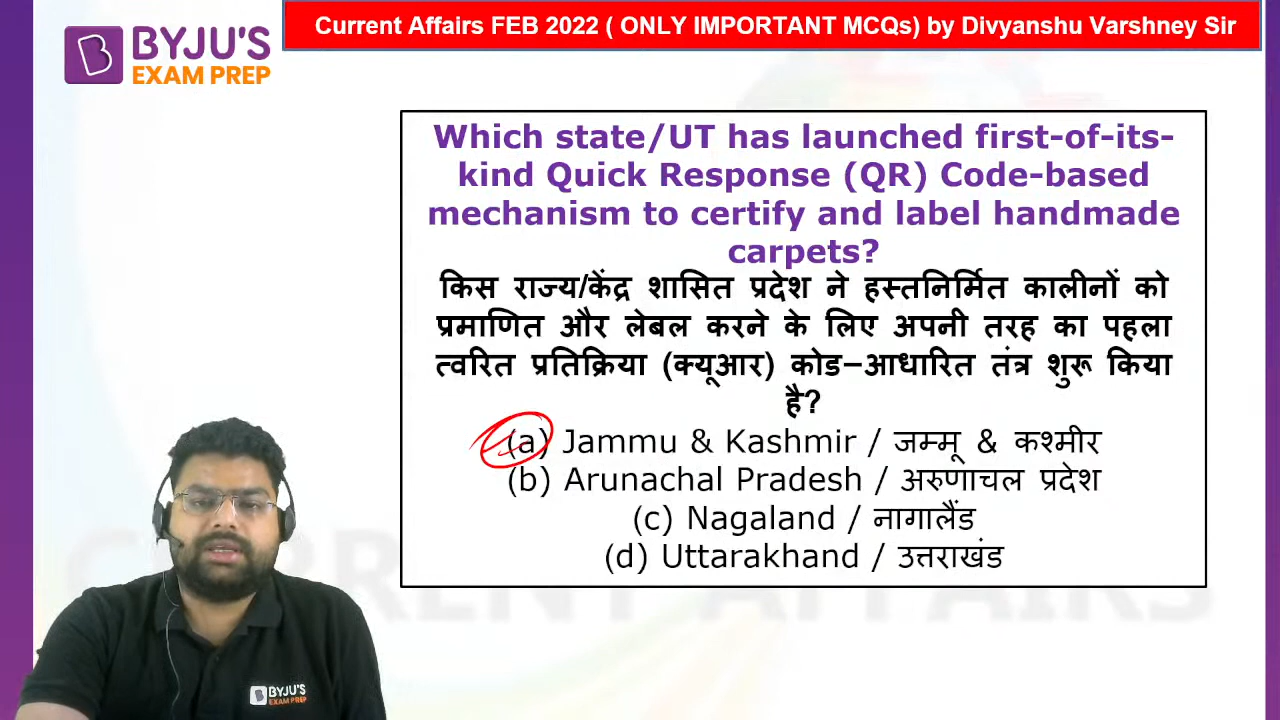 Current Affairs FEB 2022 ( ONLY IMPORTANT MCQs) by Divyanshu Varshney Sir
BYJU'S
EXAM PREP
Which state/UT has launched first-of-its-
kind Quick Response (QR) Code-based
mechanism to certify and label handmade
carpets?
किस राज्य/केंद्र शासित प्रदेश ने हस्तनिर्मित कालीनों को
प्रमाणित और लेबल करने के लिए अपनी तरह का पहला
त्वरित प्रतिक्रिया (क्यूआर) कोड–आधारित तंत्र शुरू किया
है?
(a) Jammu & Kashmir / जम्मू & कश्मीर
(b) Arunachal Pradesh / अरुणाचल प्रदेश
(c) Nagaland / नागालैंड
(d) Uttarakhand / उत्तराखंड
CURRENT AFFAIRS
BYJU'S
EXAM PREP